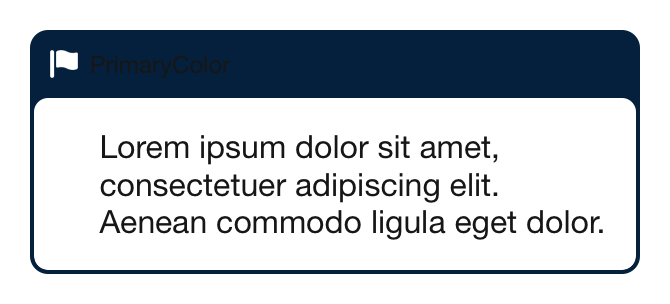 PrimaryColor
Lorem ipsum dolor sit amet,
consectetuer adipiscing elit.
Aenean commodo ligula eget dolor.